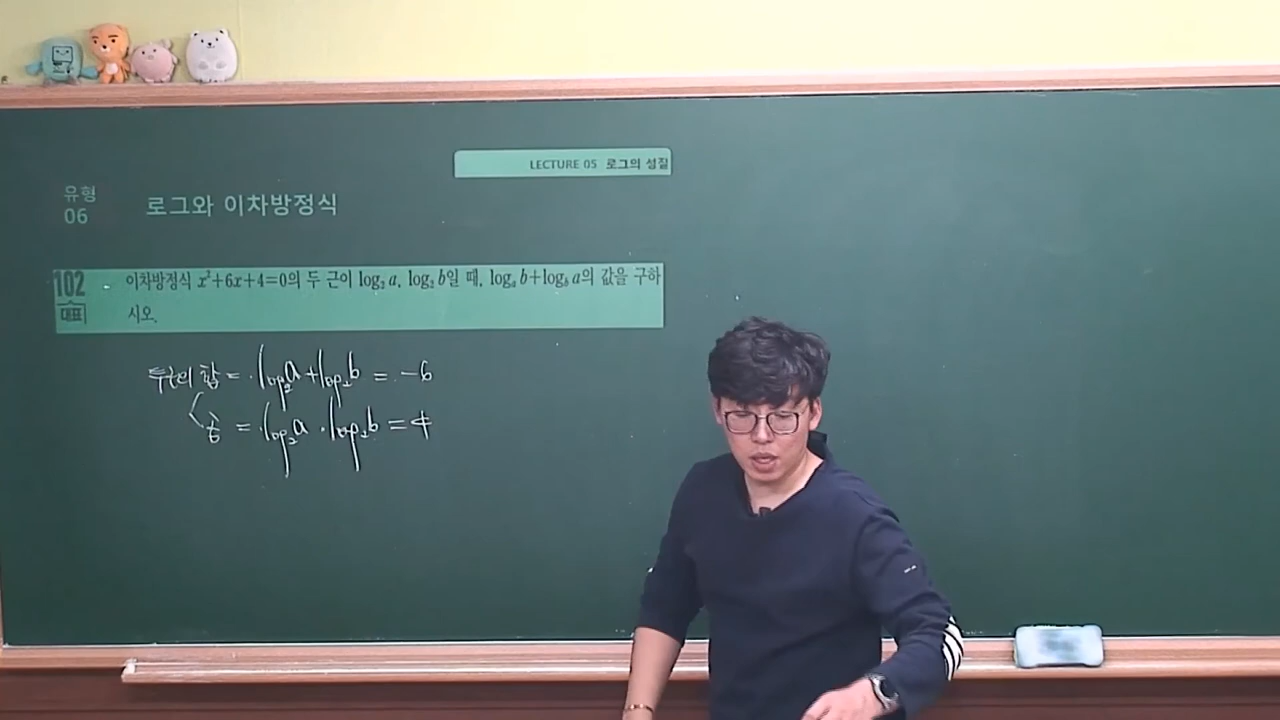 LECTURE 05 로그의 성질
유형
06
로그와 이차방정식
102
대표
이차방정식 x²+6x+4=0의 두 근이 log₂ a, log₂ b일 때, logₐ b+log_b a의 값을 구하
시오.
두근의 합 = log₂a + log₂b = -6
곱 = log₂a · log₂b = 4